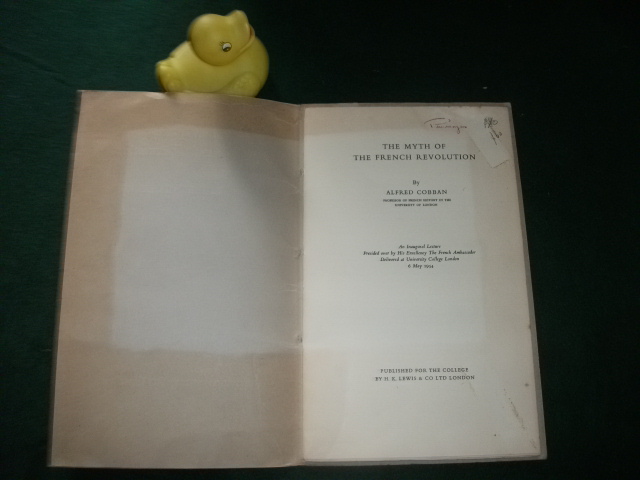 THE MYTH OF
THE FRENCH REVOLUTION
By
ALFRED COBBAN
PROFESSOR OF FRENCH HISTORY IN THE
UNIVERSITY OF LONDON
An Inaugural Lecture
Presided over by His Excellency The French Ambassador
Delivered at University College London
6 May 1954
PUBLISHED FOR THE COLLEGE
BY H. K. LEWIS & CO LTD LONDON